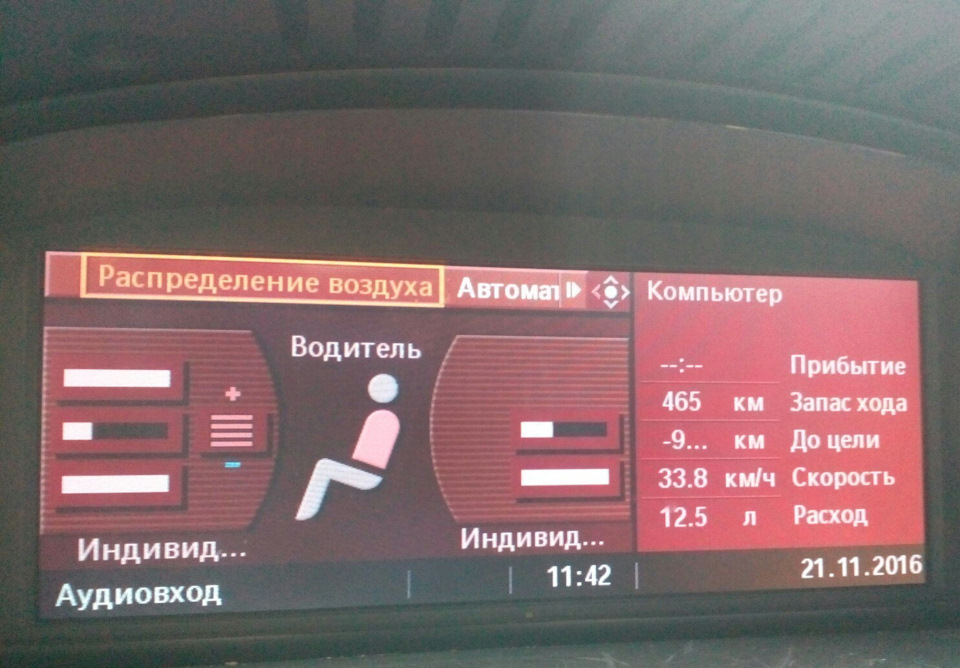 Распределение воздуха Автомат
Компьютер
Водитель
--:-- Прибытие
465 км Запас хода
-9... км До цели
33.8 км/ч Скорость
12.5 л Расход
Индивид... Индивид...
Аудиовход 11:42 21.11.2016